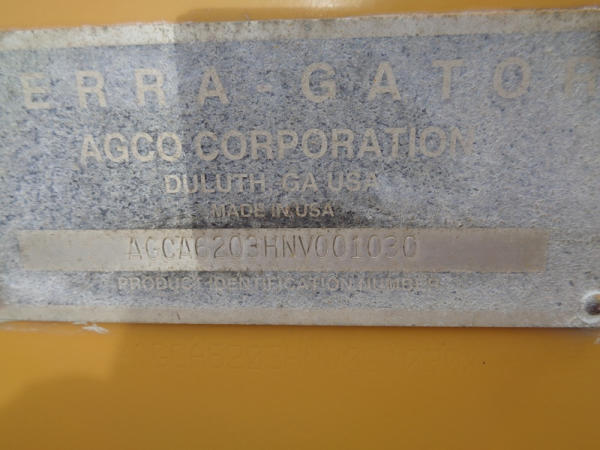 ERRA-GATOR
AGCO CORPORATION
DULUTH, GA USA
MADE IN USA
AGCA6203HNV001030
PRODUCT IDENTIFICATION NUMBER